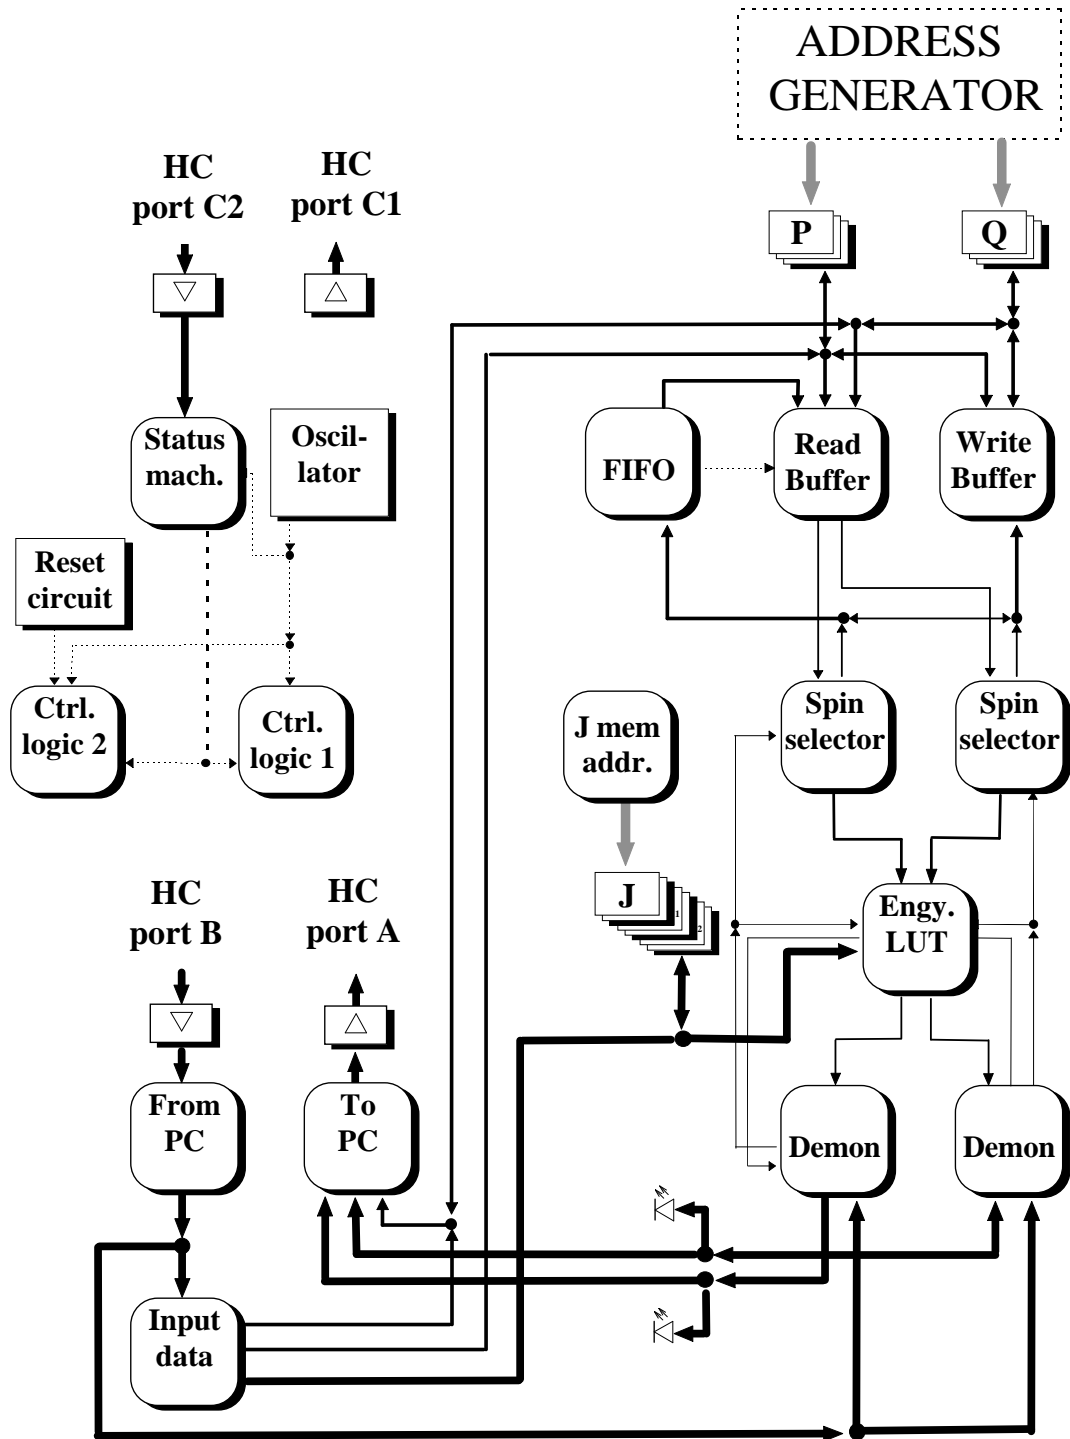 ADDRESS
GENERATOR
HC
port C2
HC
port C1
P
Q
Status
mach.
Oscil-
lator
FIFO
Read
Buffer
Write
Buffer
Reset
circuit
Ctrl.
logic 2
Ctrl.
logic 1
J mem
addr.
Spin
selector
Spin
selector
HC
port B
HC
port A
J
1
2
Engy.
LUT
From
PC
To
PC
Demon
Demon
Input
data